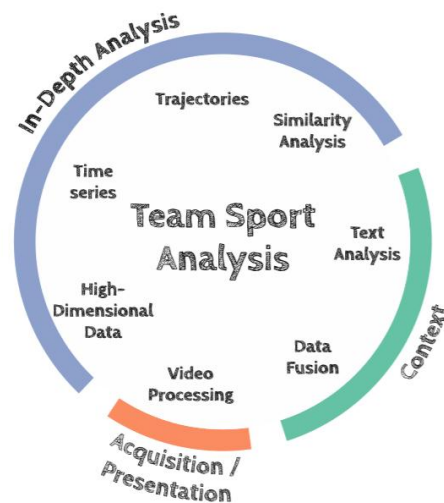 In-Depth Analysis
Trajectories
Similarity
Analysis
Time
series
Team Sport
Analysis
Text
Analysis
High-
Dimensional
Data
Data
Fusion
Context
Video
Processing
Acquisition /
Presentation